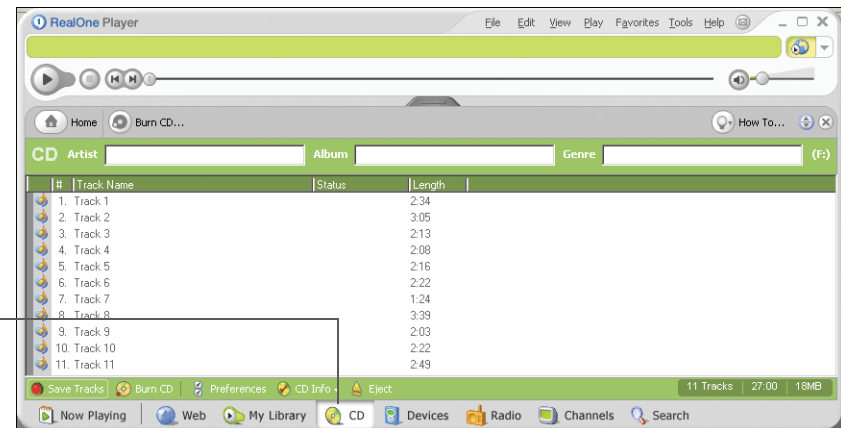 RealOne Player File Edit View Play Favorites Tools Help
Home Burn CD... How To...
CD Artist Album Genre (F:)
# Track Name Status Length
1. Track 1 2:34
2. Track 2 3:05
3. Track 3 2:13
4. Track 4 2:08
5. Track 5 2:16
6. Track 6 2:22
7. Track 7 1:24
8. Track 8 3:39
9. Track 9 2:03
10. Track 10 2:22
11. Track 11 2:49
Save Tracks Burn CD Preferences CD Info Eject 11 Tracks 27:00 18MB
Now Playing Web My Library CD Devices Radio Channels Search